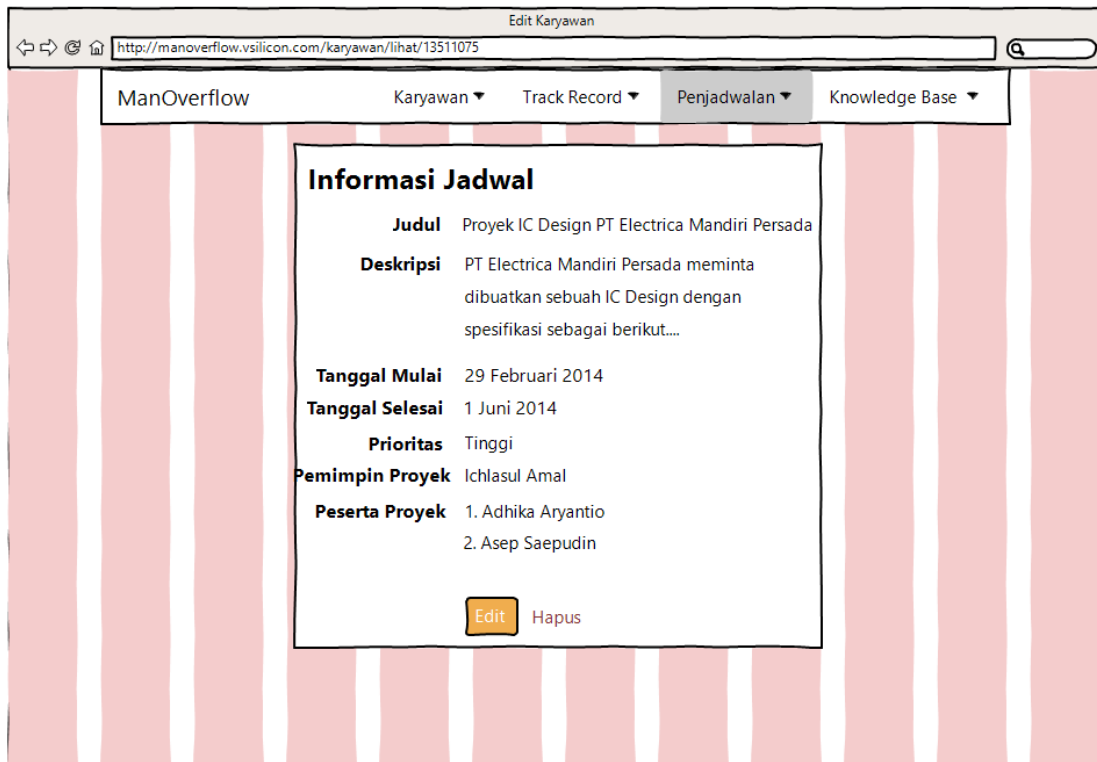 Edit Karyawan
http://manoverflow.vsilicon.com/karyawan/lihat/13511075
ManOverflow Karyawan Track Record Penjadwalan Knowledge Base
Informasi Jadwal
Judul Proyek IC Design PT Electrica Mandiri Persada
Deskripsi PT Electrica Mandiri Persada meminta
dibuatkan sebuah IC Design dengan
spesifikasi sebagai berikut....
Tanggal Mulai 29 Februari 2014
Tanggal Selesai 1 Juni 2014
Prioritas Tinggi
Pemimpin Proyek Ichlasul Amal
Peserta Proyek 1. Adhika Aryantio
2. Asep Saepudin
Edit Hapus